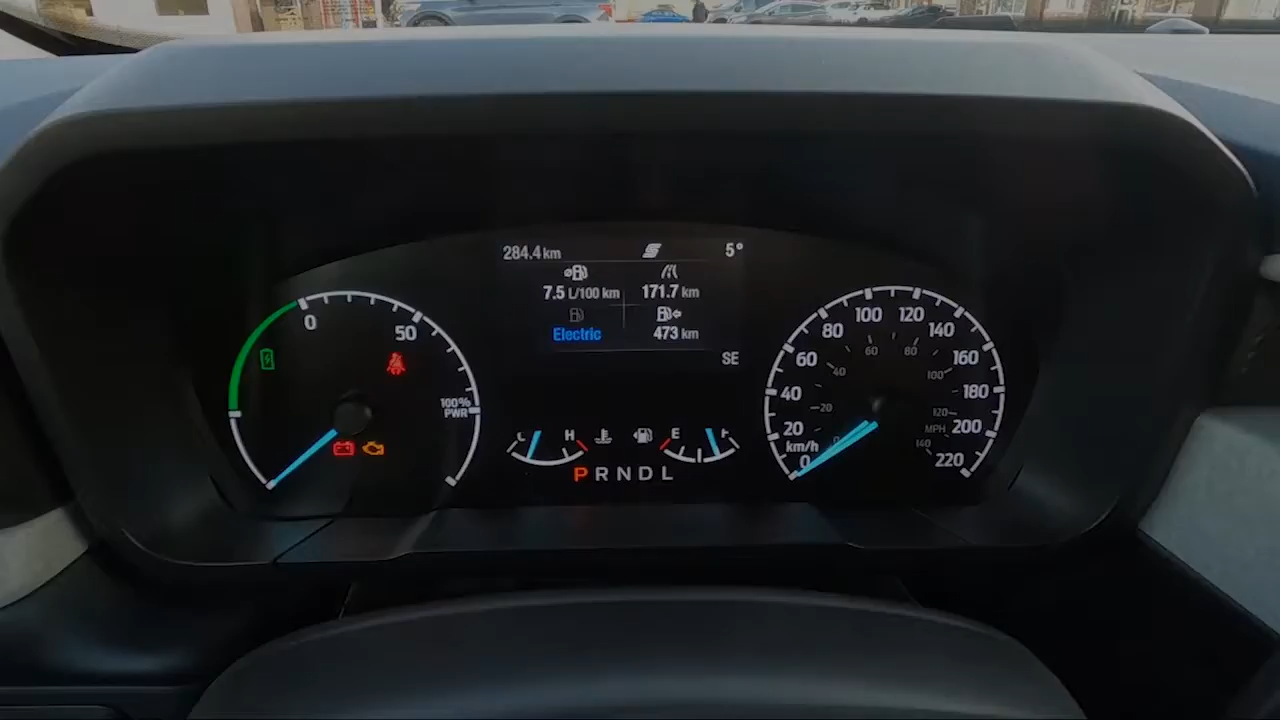 284.4 km 5°
7.5 L/100 km 171.7 km
Electric 473 km
SE
0 50 100%
PWR
H E F
P R N D L
0 20 40 60 80 100 120 140 160 180 200 220
km/h
0 20 40 60 80 100 120 140
MPH